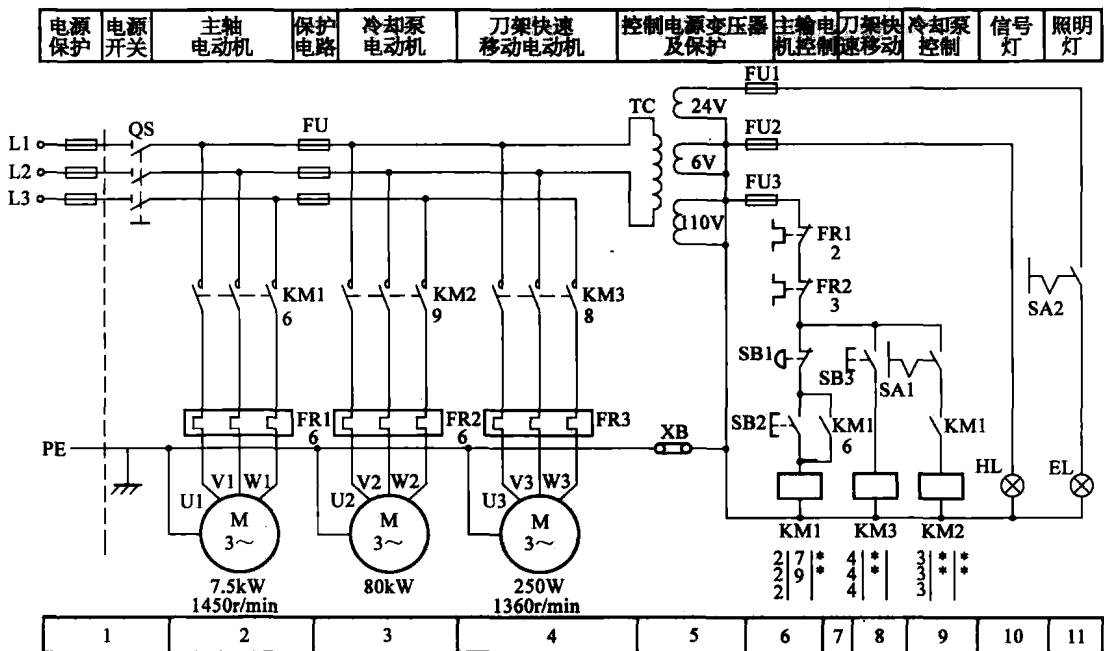 电源保护
电源开关
主轴电动机
保护电路
冷却泵电动机
刀架快速移动电动机
控制电源变压器及保护
主输电机控制
刀架快速移动
冷却泵控制
信号灯
照明灯
FU1
TC
24V
QS
FU
FU2
L1
L2
6V
L3
FU3
110V
FR1
2
FR2
3
KM1
6
KM2
9
KM3
8
SA2
SB1
SB3
SA1
FR1
6
FR2
6
FR3
SB2
KM1
6
KM1
XB
PE
HL
EL
U1 V1 W1
U2 V2 W2
U3 V3 W3
M
3~
M
3~
M
3~
KM1
KM3
KM2
2 7 *
2 9 *
2
4 *
4 *
4
3 * *
3 * *
3
7.5kW
1450r/min
80kW
250W
1360r/min
1 2 3 4 5 6 7 8 9 10 11